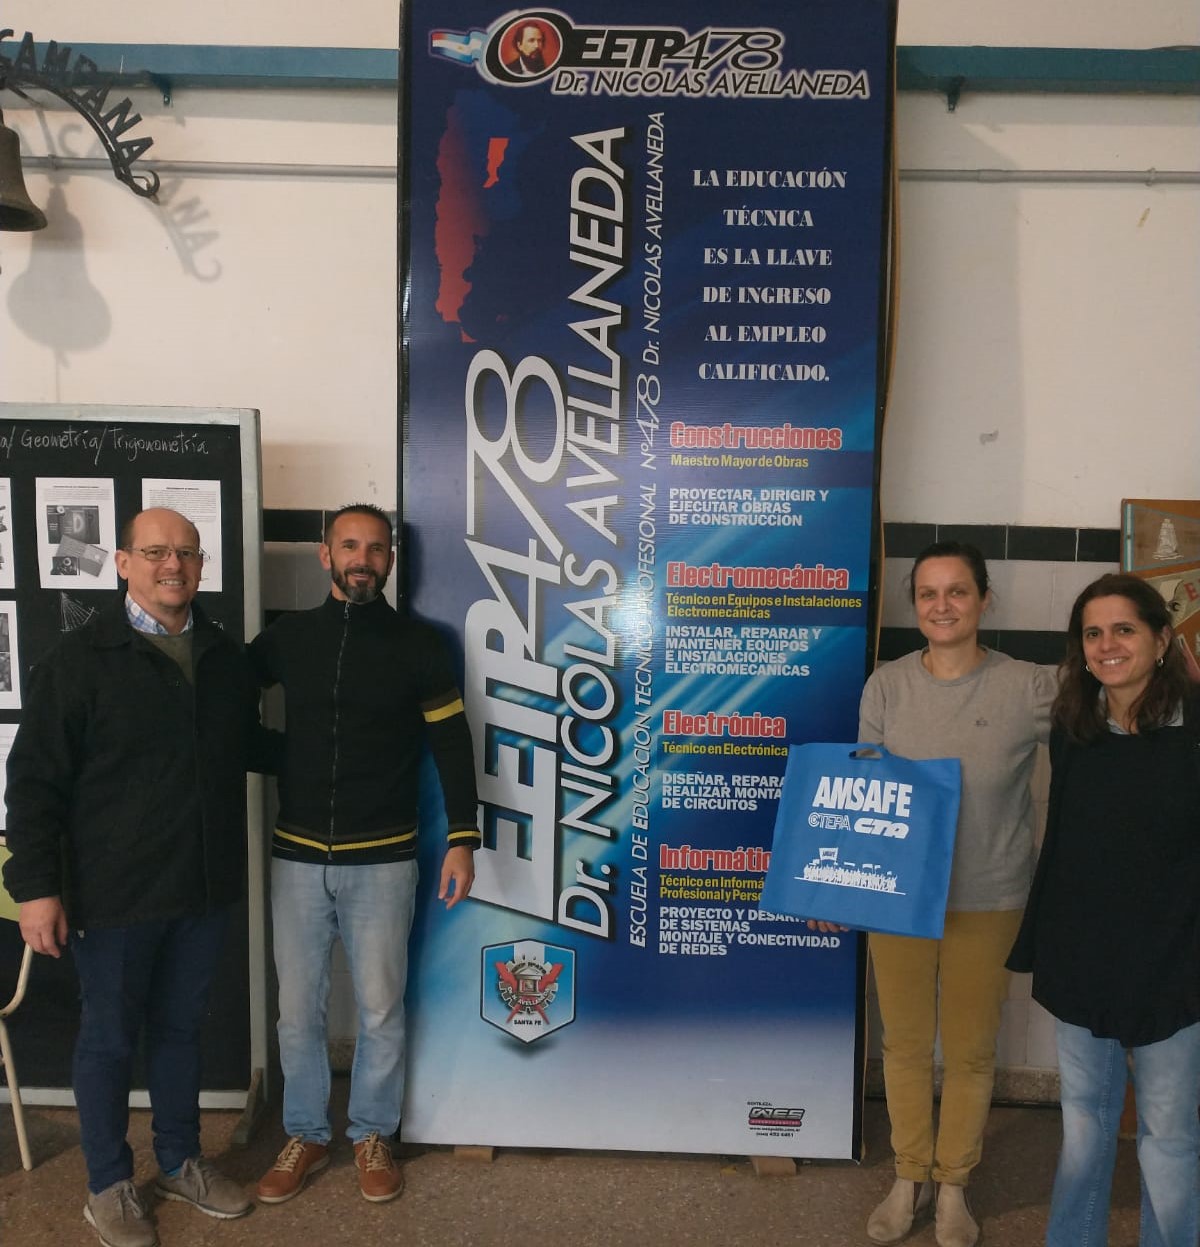 CAMPANA
a/ Geometría/ Trigonometría
EETP478
Dr. NICOLAS AVELLANEDA
EETP478
Dr. NICOLÁS AVELLANEDA
ESCUELA DE EDUCACION TECNICO PROFESIONAL Nº478 Dr. NICOLAS AVELLANEDA
LA EDUCACIÓN
TÉCNICA
ES LA LLAVE
DE INGRESO
AL EMPLEO
CALIFICADO.
Construcciones
Maestro Mayor de Obras
PROYECTAR, DIRIGIR Y
EJECUTAR OBRAS
DE CONSTRUCCION
Electromecánica
Técnico en Equipos e Instalaciones
Electromecánicas
INSTALAR, REPARAR Y
MANTENER EQUIPOS
E INSTALACIONES
ELECTROMECANICAS
Electrónica
Técnico en Electrónica
DISEÑAR, REPARA
REALIZAR MONTA
DE CIRCUITOS
Informátic
Técnico en Informá
Profesional y Perso
PROYECTO Y DESARR
DE SISTEMAS
MONTAJE Y CONECTIVIDAD
DE REDES
SANTA FE
AMSAFE
CTERA CTA